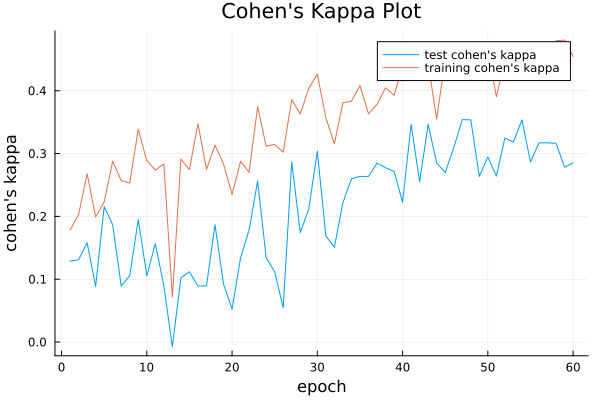 Cohen's Kappa Plot
test cohen's kappa
training cohen's kappa
cohen's kappa
0.4
0.3
0.2
0.1
0.0
0 10 20 30 40 50 60
epoch